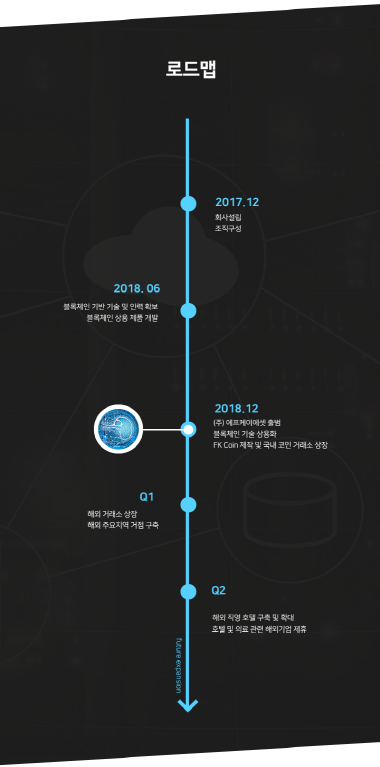 로드맵
2017.12
회사설립
조직구성
2018. 06
블록체인 기반 기술 및 인력 확보
블록체인 상용 제품 개발
2018.12
(주) 에프케이에셋 출범
블록체인 기술 상용화
FK Coin 제작 및 국내 코인 거래소 상장
Q1
해외 거래소 상장
해외 주요지역 거점 구축
Q2
해외 직영 호텔 구축 및 확대
호텔 및 의료 관련 해외기업 제휴
future expansion